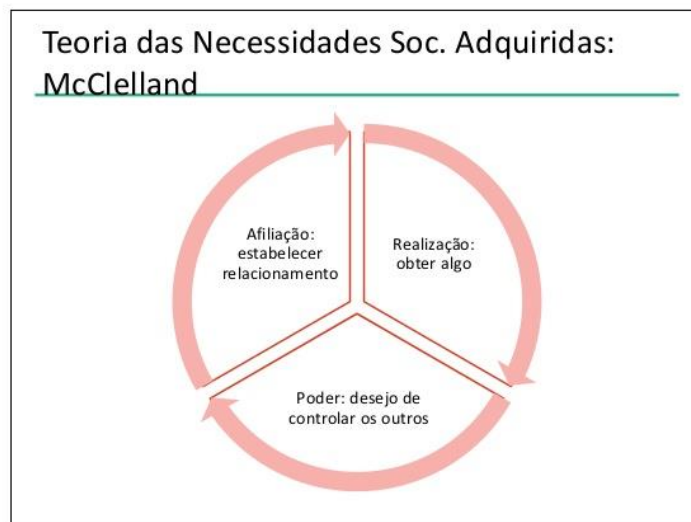 Teoria das Necessidades Soc. Adquiridas:
McClelland
Afiliação:
estabelecer
relacionamento
Realização:
obter algo
Poder: desejo de
controlar os outros